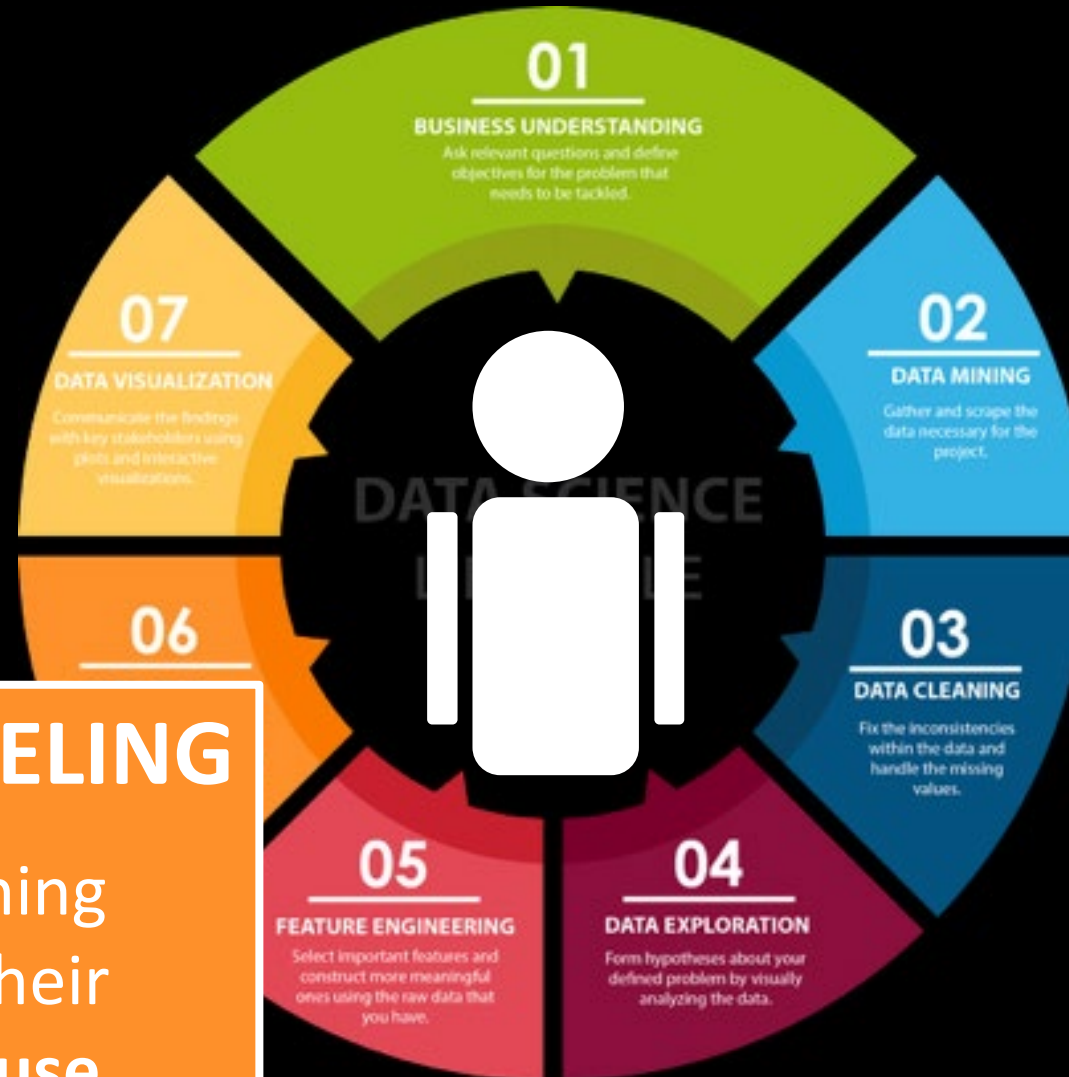 01
BUSINESS UNDERSTANDING
Ask relevant questions and define
objectives for the problem that
needs to be tackled.
02
DATA MINING
Gather and scrape the
data necessary for the
project.
03
DATA CLEANING
Fix the inconsistencies
within the data and
handle the missing
values.
04
DATA EXPLORATION
Form hypotheses about your
defined problem by visually
analyzing the data.
05
FEATURE ENGINEERING
Select important features and
construct more meaningful
ones using the raw data that
you have.
06
ELING
ning
heir
use
07
DATA VISUALIZATION
Communicate the findings
with key stakeholders using
plots and interactive
visualizations.
DATA SCIENCE